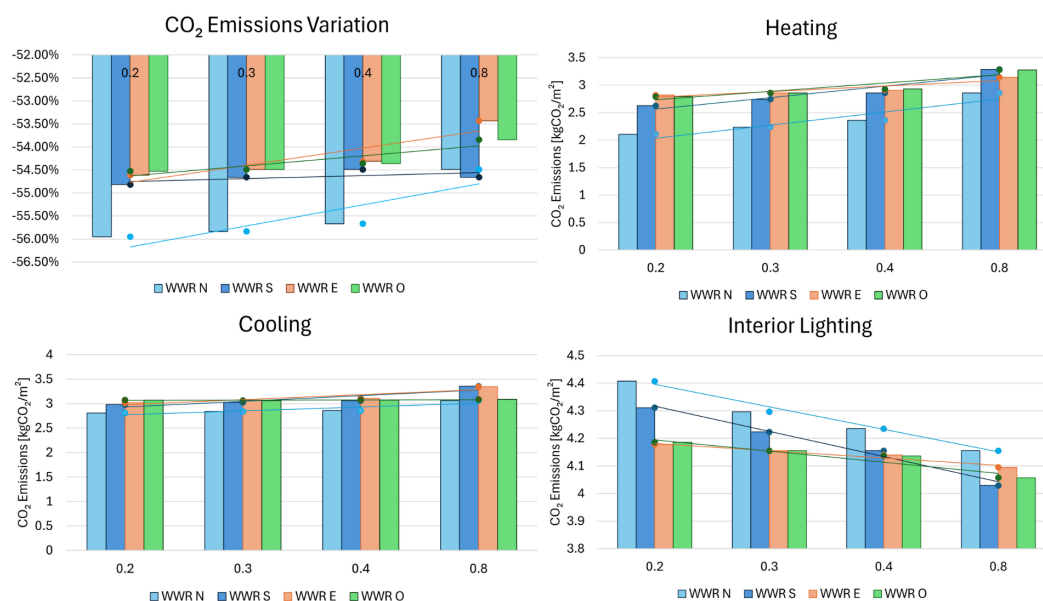 CO₂ Emissions Variation
-52.00%
-52.50%
-53.00%
-53.50%
-54.00%
-54.50%
-55.00%
-55.50%
-56.00%
-56.50%
0.2 0.3 0.4 0.8
WWR N WWR S WWR E WWR O
Heating
CO₂ Emissions [kgCO₂/m²]
3.5
3
2.5
2
1.5
1
0.5
0
0.2 0.3 0.4 0.8
WWR N WWR S WWR E WWR O
Cooling
CO₂ Emissions [kgCO₂/m²]
4
3.5
3
2.5
2
1.5
1
0.5
0
0.2 0.3 0.4 0.8
WWR N WWR S WWR E WWR O
Interior Lighting
CO₂ Emissions [kgCO₂/m²]
4.5
4.4
4.3
4.2
4.1
4
3.9
3.8
0.2 0.3 0.4 0.8
WWR N WWR S WWR E WWR O